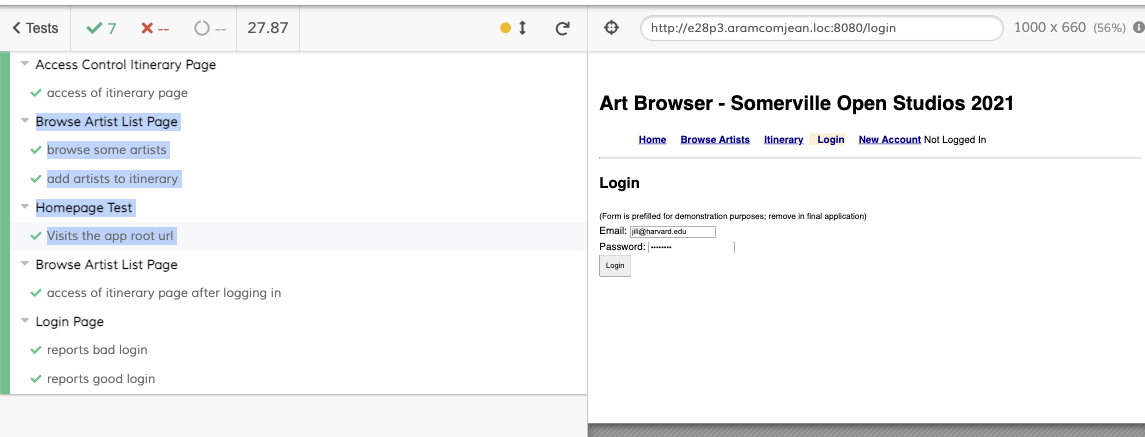 Tests 7 -- -- 27.87
Access Control Itinerary Page
access of itinerary page
Browse Artist List Page
browse some artists
add artists to itinerary
Homepage Test
Visits the app root url
Browse Artist List Page
access of itinerary page after logging in
Login Page
reports bad login
reports good login
http://e28p3.aramcomjean.loc:8080/login 1000 x 660 (56%)
Art Browser - Somerville Open Studios 2021
Home Browse Artists Itinerary Login New Account Not Logged In
Login
(Form is prefilled for demonstration purposes; remove in final application)
Email: jill@harvard.edu
Password: ••••••••
Login